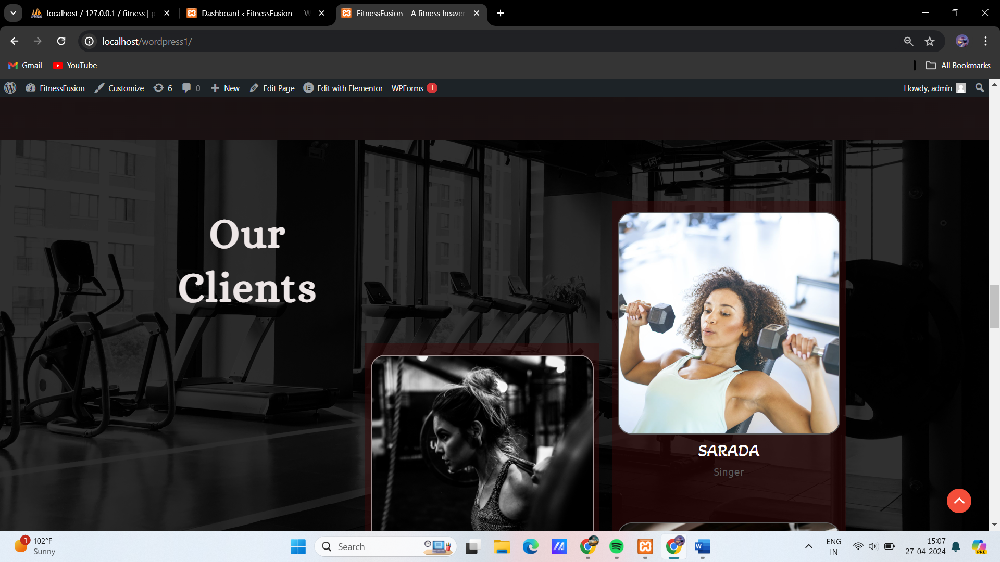 localhost / 127.0.0.1 / fitness | p
Dashboard ‹ FitnessFusion — W
FitnessFusion – A fitness heaven
localhost/wordpress1/
Gmail
YouTube
All Bookmarks
FitnessFusion
Customize
6
0
New
Edit Page
Edit with Elementor
WPForms 1
Howdy, admin
Our
Clients
SARADA
Singer
1
102°F
Sunny
Search
W
ENG
IN
15:07
27-04-2024
PRE